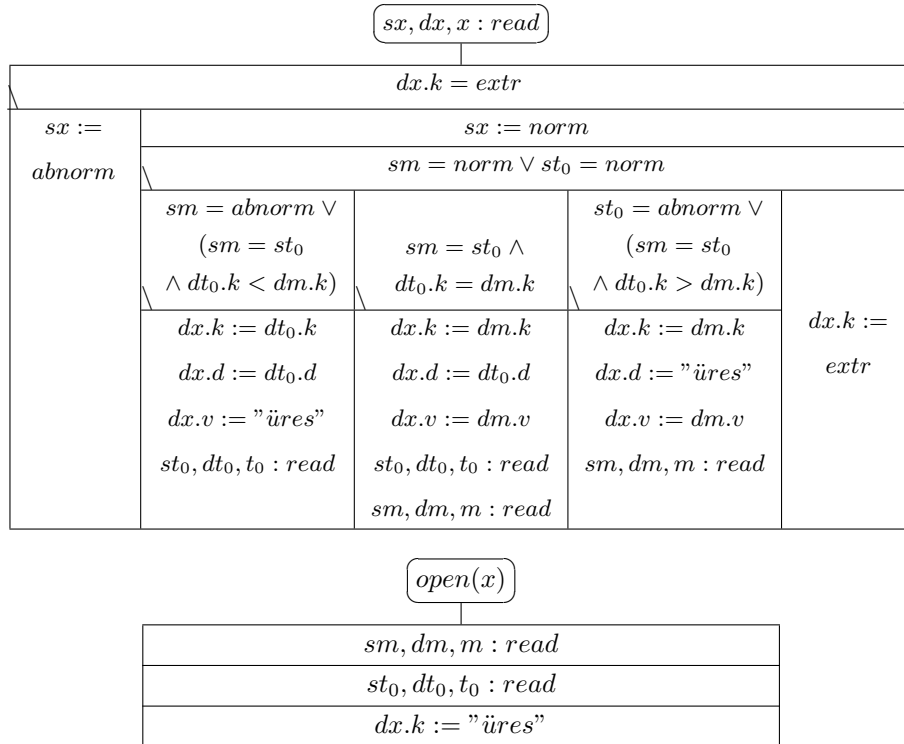 sx, dx, x : read
dx.k = extr
sx :=
abnorm
sx := norm
sm = norm ∨ st₀ = norm
sm = abnorm ∨
(sm = st₀
∧ dt₀.k < dm.k)
sm = st₀ ∧
dt₀.k = dm.k
st₀ = abnorm ∨
(sm = st₀
∧ dt₀.k > dm.k)
dx.k := dt₀.k
dx.d := dt₀.d
dx.v := "üres"
st₀, dt₀, t₀ : read
dx.k := dm.k
dx.d := dt₀.d
dx.v := dm.v
st₀, dt₀, t₀ : read
sm, dm, m : read
dx.k := dm.k
dx.d := "üres"
dx.v := dm.v
sm, dm, m : read
dx.k :=
extr
open(x)
sm, dm, m : read
st₀, dt₀, t₀ : read
dx.k := "üres"